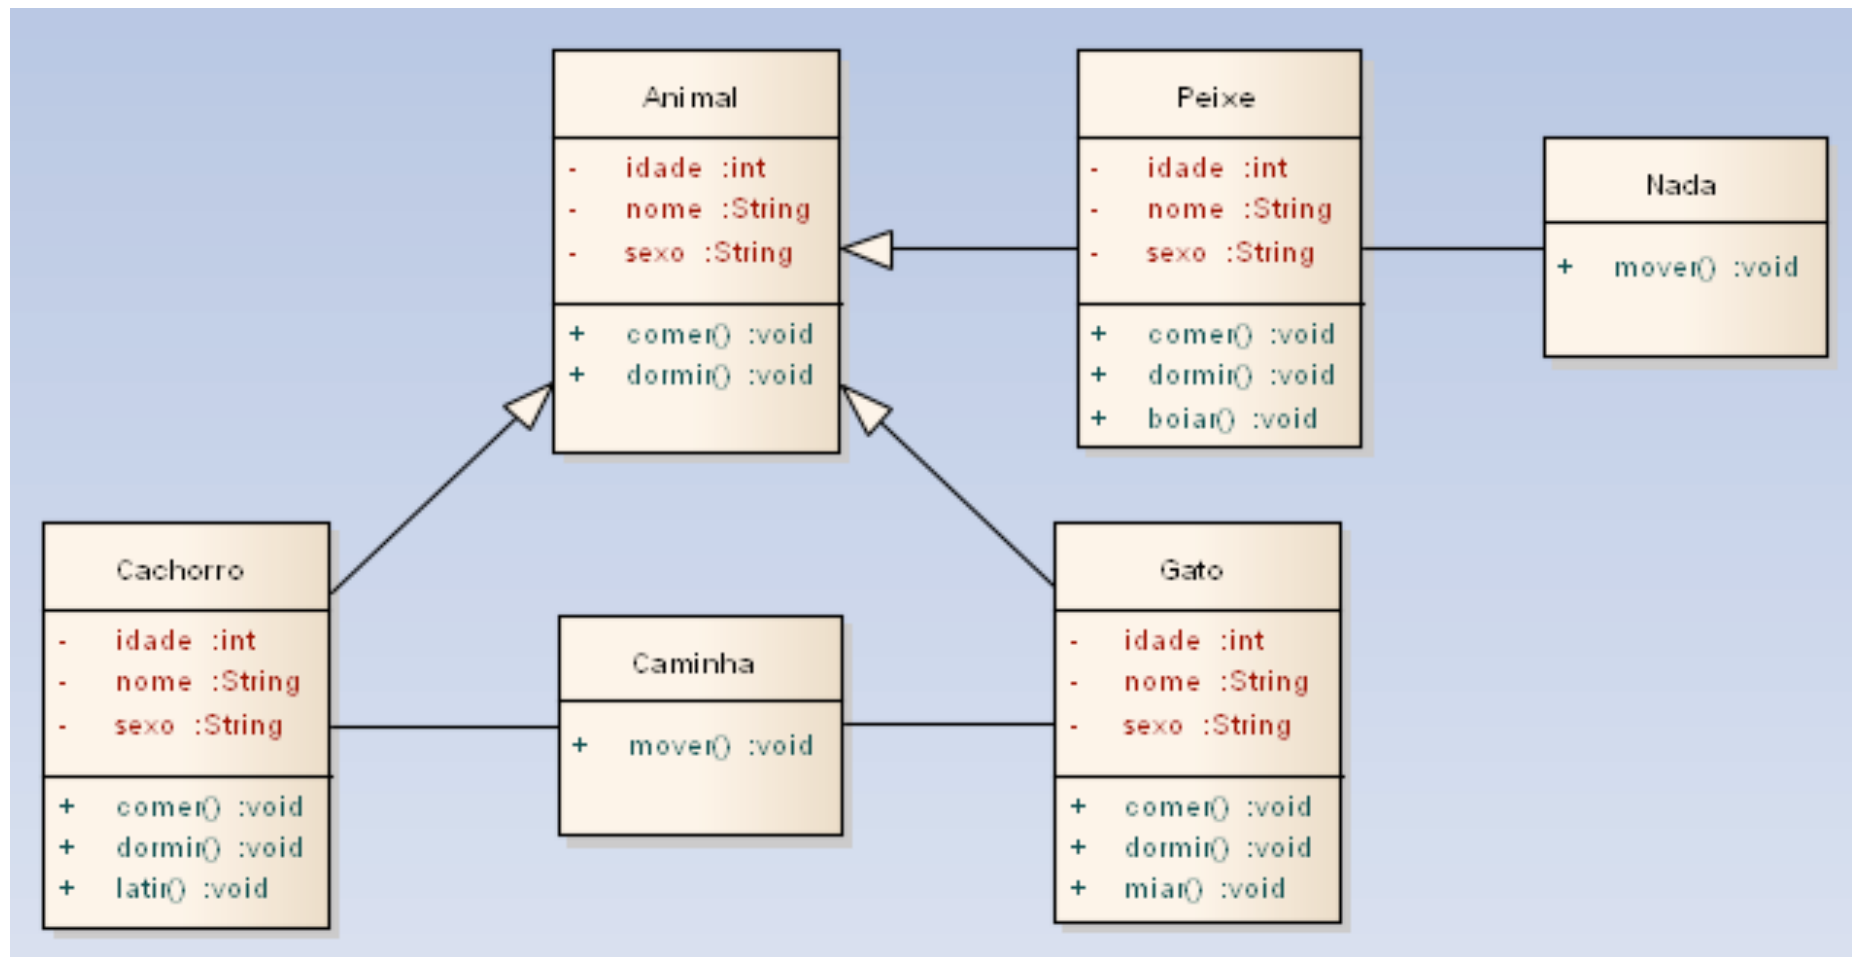 Animal
- idade :int
- nome :String
- sexo :String
+ comer() :void
+ dormir() :void
Peixe
- idade :int
- nome :String
- sexo :String
+ comer() :void
+ dormir() :void
+ boiar() :void
Nada
+ mover() :void
Cachorro
- idade :int
- nome :String
- sexo :String
+ comer() :void
+ dormir() :void
+ latir() :void
Caminha
+ mover() :void
Gato
- idade :int
- nome :String
- sexo :String
+ comer() :void
+ dormir() :void
+ miar() :void